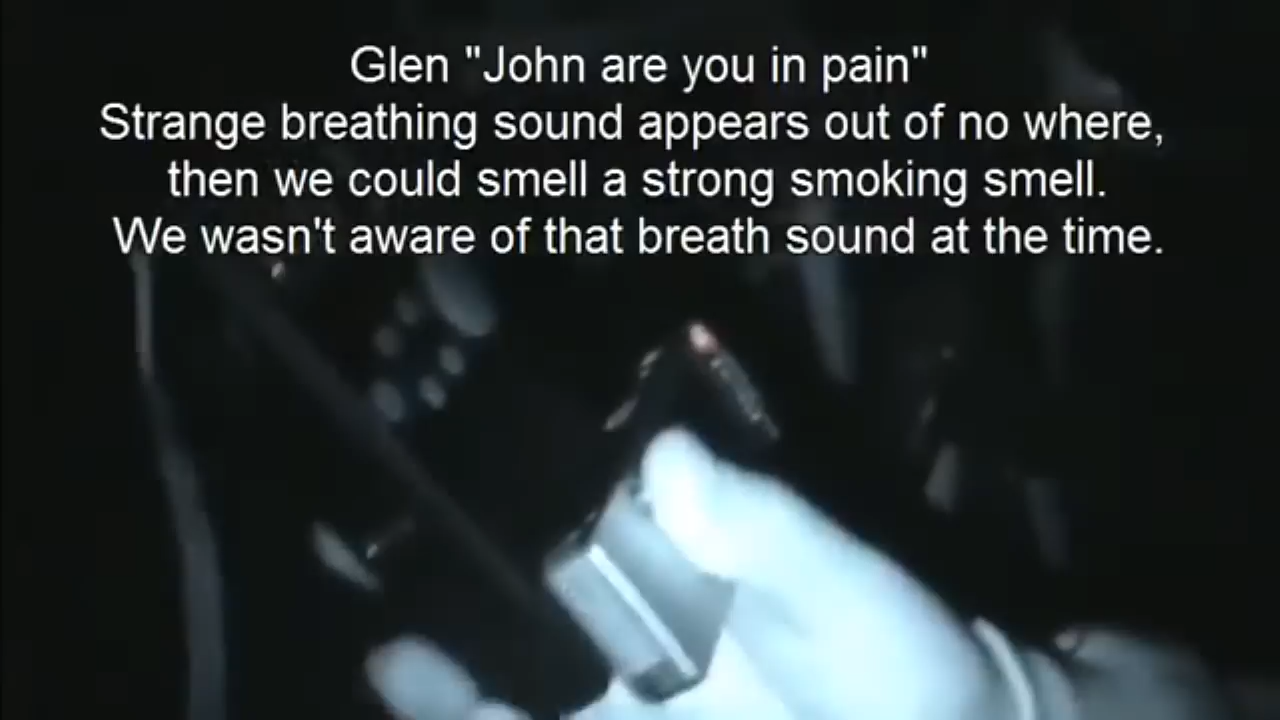 Glen "John are you in pain"
Strange breathing sound appears out of no where,
then we could smell a strong smoking smell.
We wasn't aware of that breath sound at the time.